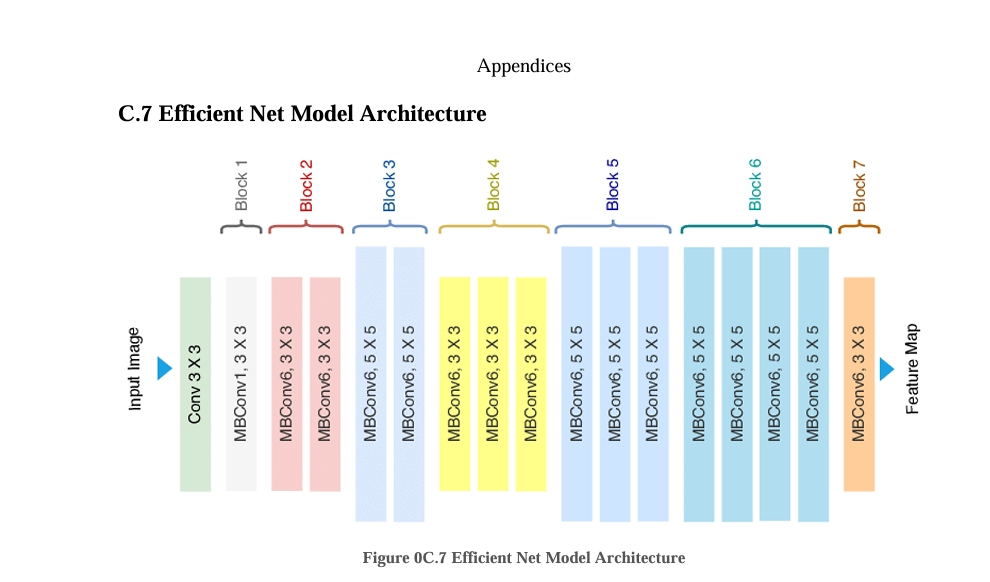 Appendices
C.7 Efficient Net Model Architecture
Block 1
Block 2
Block 3
Block 4
Block 5
Block 6
Block 7
Input Image
Conv 3 X 3
MBConv1, 3 X 3
MBConv6, 3 X 3
MBConv6, 3 X 3
MBConv6, 5 X 5
MBConv6, 5 X 5
MBConv6, 3 X 3
MBConv6, 3 X 3
MBConv6, 3 X 3
MBConv6, 5 X 5
MBConv6, 5 X 5
MBConv6, 5 X 5
MBConv6, 5 X 5
MBConv6, 5 X 5
MBConv6, 5 X 5
MBConv6, 5 X 5
MBConv6, 3 X 3
Feature Map
Figure 0C.7 Efficient Net Model Architecture